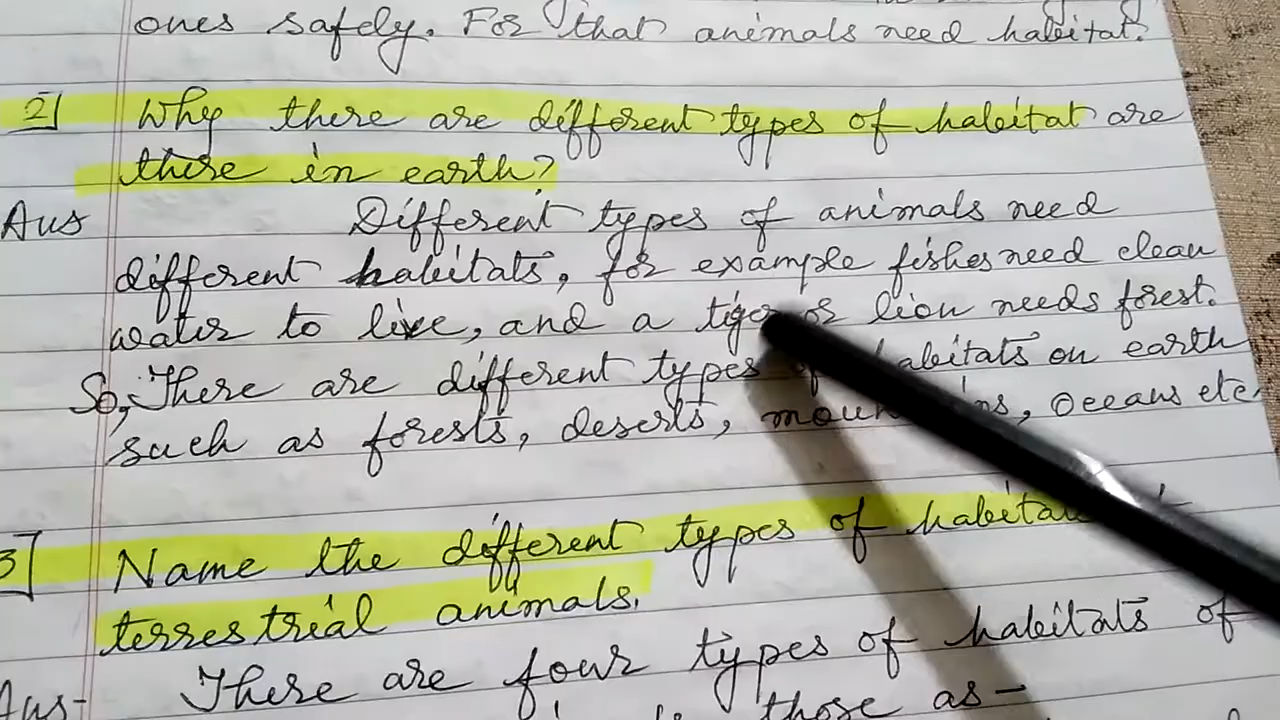 ones safely. For that animals need habitat.
2] Why there are different types of habitat are
there in earth?
Ans Different types of animals need
different habitats, for example fishes need clean
water to live, and a tiger or lion needs forest.
So, There are different types of habitats on earth
such as forests, deserts, mountains, oceans etc.
3] Name the different types of
terrestrial animals.
Ans- There are four types of habitats of
those as-